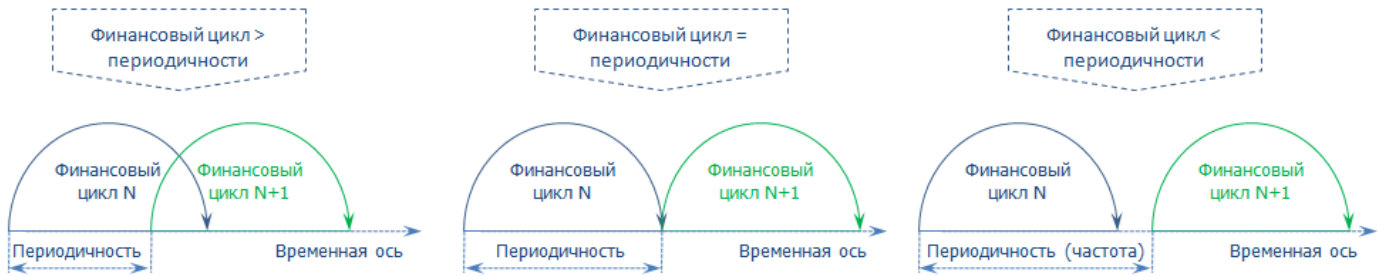 Финансовый цикл >
периодичности
Финансовый
цикл N
Финансовый
цикл N+1
Периодичность
Временная ось
Финансовый цикл =
периодичности
Финансовый
цикл N
Финансовый
цикл N+1
Периодичность
Временная ось
Финансовый цикл <
периодичности
Финансовый
цикл N
Финансовый
цикл N+1
Периодичность (частота)
Временная ось